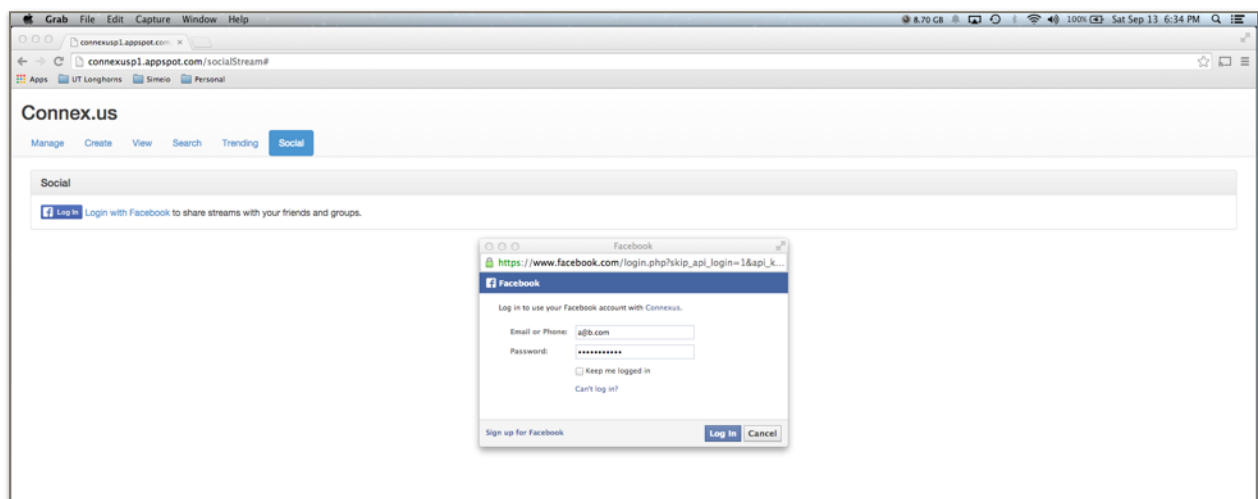 Grab File Edit Capture Window Help 8.70 GB 100% Sat Sep 13 6:34 PM
connexusp1.appspot.com
connexusp1.appspot.com/socialStream#
Apps UT Longhorns Simeio Personal
Connex.us
Manage Create View Search Trending Social
Social
Log In Login with Facebook to share streams with your friends and groups.
Facebook
https://www.facebook.com/login.php?skip_api_login=1&api_k...
Facebook
Log in to use your Facebook account with Connexus.
Email or Phone: a@b.com
Password: •••••••••••
Keep me logged in
Can't log in?
Sign up for Facebook Log In Cancel